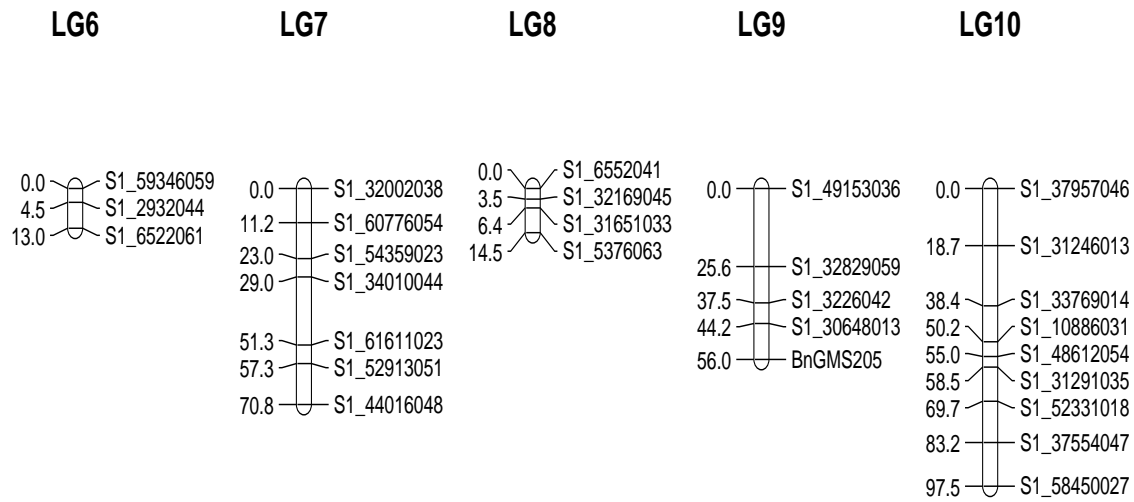 LG6 LG7 LG8 LG9 LG10
0.0 S1_59346059
4.5 S1_2932044
13.0 S1_6522061
0.0 S1_32002038
11.2 S1_60776054
23.0 S1_54359023
29.0 S1_34010044
51.3 S1_61611023
57.3 S1_52913051
70.8 S1_44016048
0.0 S1_6552041
3.5 S1_32169045
6.4 S1_31651033
14.5 S1_5376063
0.0 S1_49153036
25.6 S1_32829059
37.5 S1_3226042
44.2 S1_30648013
56.0 BnGMS205
0.0 S1_37957046
18.7 S1_31246013
38.4 S1_33769014
50.2 S1_10886031
55.0 S1_48612054
58.5 S1_31291035
69.7 S1_52331018
83.2 S1_37554047
97.5 S1_58450027